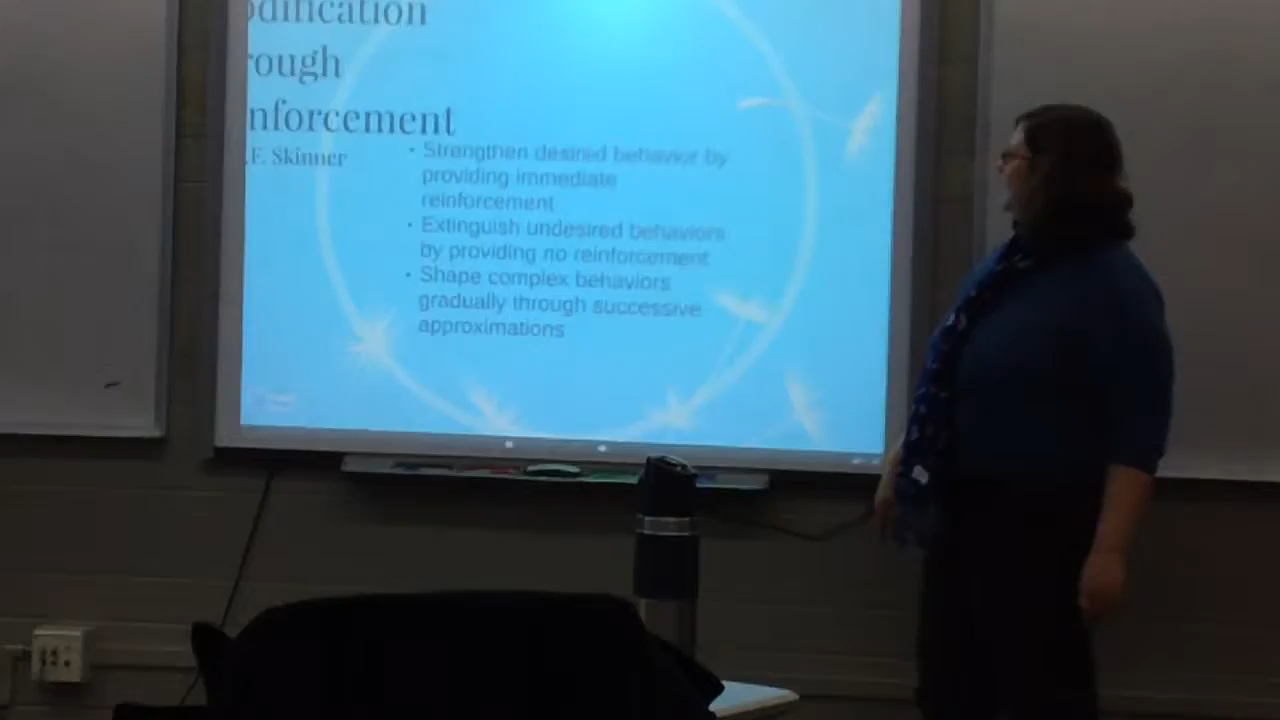 odification
rough
nforcement
.F. Skinner
· Strengthen desired behavior by
providing immediate
reinforcement
· Extinguish undesired behaviors
by providing no reinforcement
· Shape complex behaviors
gradually through successive
approximations